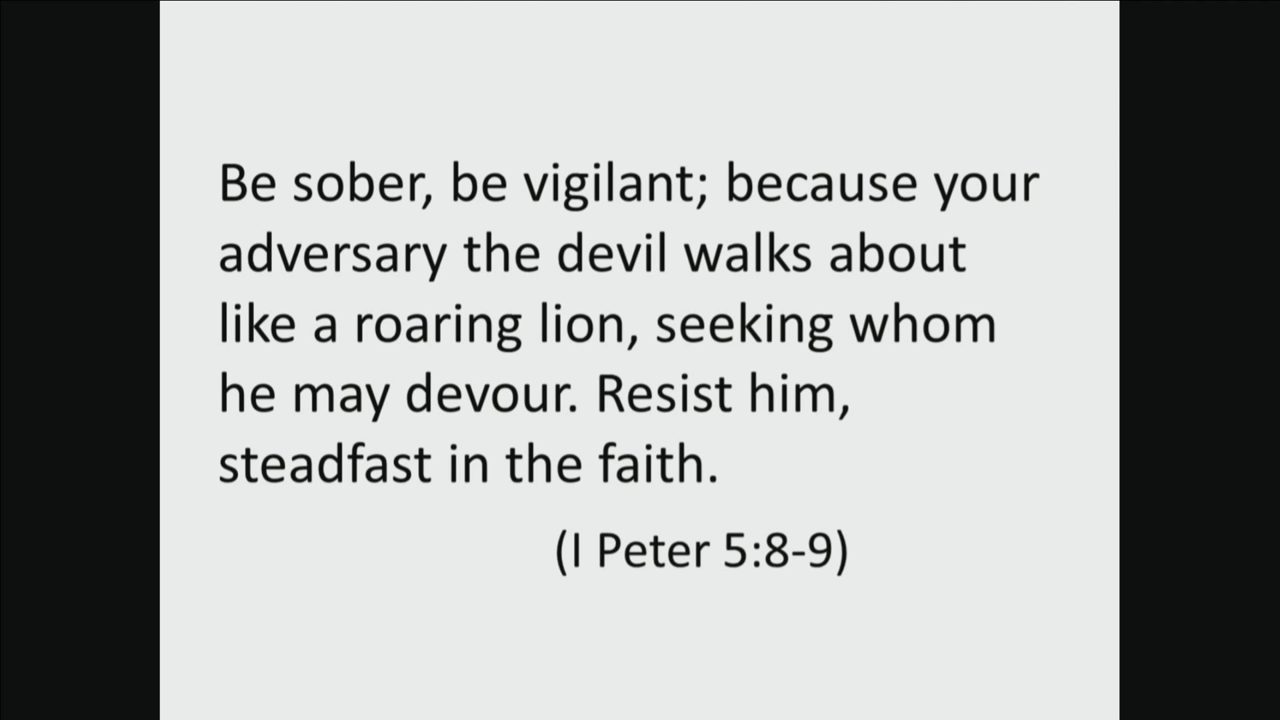 Be sober, be vigilant; because your
adversary the devil walks about
like a roaring lion, seeking whom
he may devour. Resist him,
steadfast in the faith.
(I Peter 5:8-9)